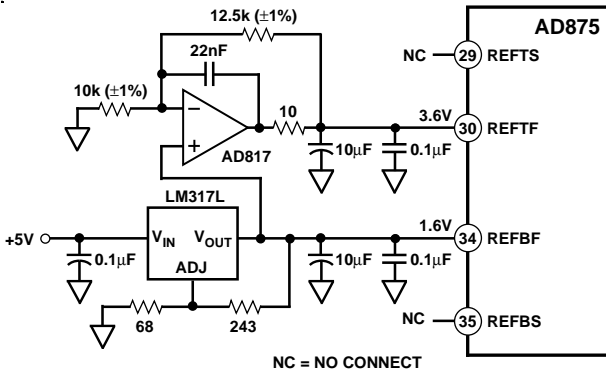 12.5k (±1%)
AD875
22nF
NC
29 REFTS
10k (±1%)
10
3.6V
30 REFTF
−
+
AD817
10µF
0.1µF
LM317L
+5V
VIN
VOUT
1.6V
34 REFBF
0.1µF
ADJ
10µF
0.1µF
68
243
NC
35 REFBS
NC = NO CONNECT